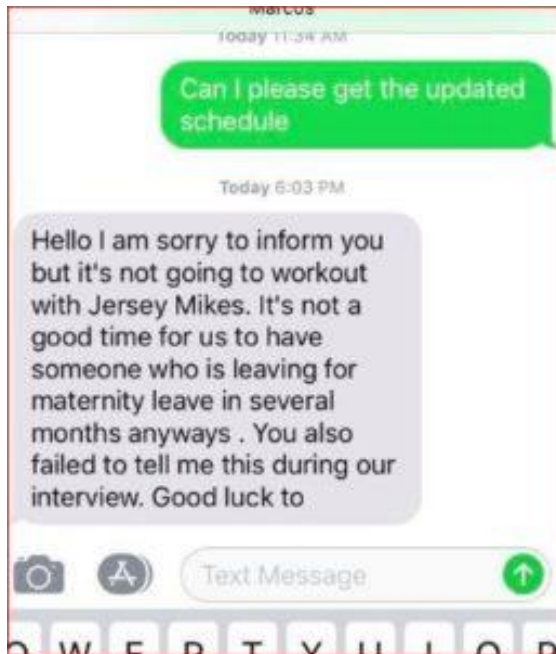 Marcus
Today 11:34 AM
Can I please get the updated
schedule
Today 6:03 PM
Hello I am sorry to inform you
but it's not going to workout
with Jersey Mikes. It's not a
good time for us to have
someone who is leaving for
maternity leave in several
months anyways . You also
failed to tell me this during our
interview. Good luck to
Text Message
Q W E R T Y U I O P